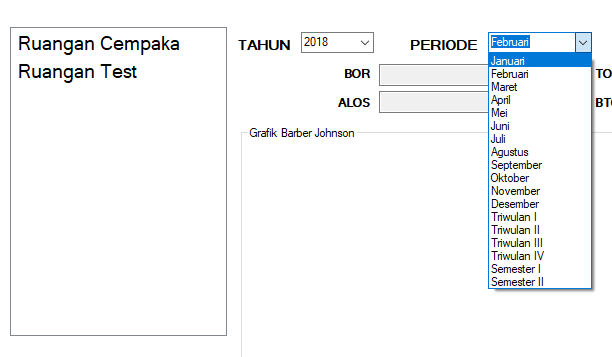 Ruangan Cempaka
Ruangan Test
TAHUN 2018 PERIODE Februari
BOR TO
ALOS BT
Grafik Barber Johnson
Januari
Februari
Maret
April
Mei
Juni
Juli
Agustus
September
Oktober
November
Desember
Triwulan I
Triwulan II
Triwulan III
Triwulan IV
Semester I
Semester II